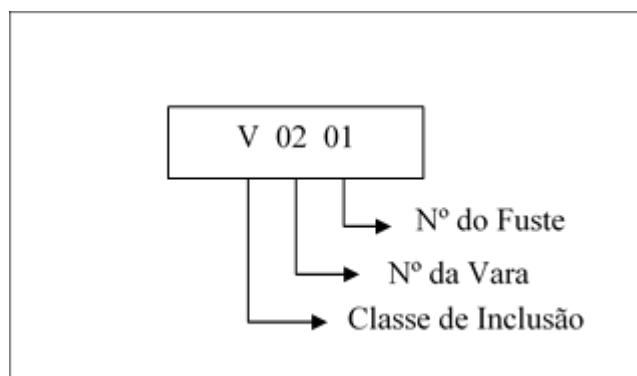 V 02 01
Nº do Fuste
Nº da Vara
Classe de Inclusão